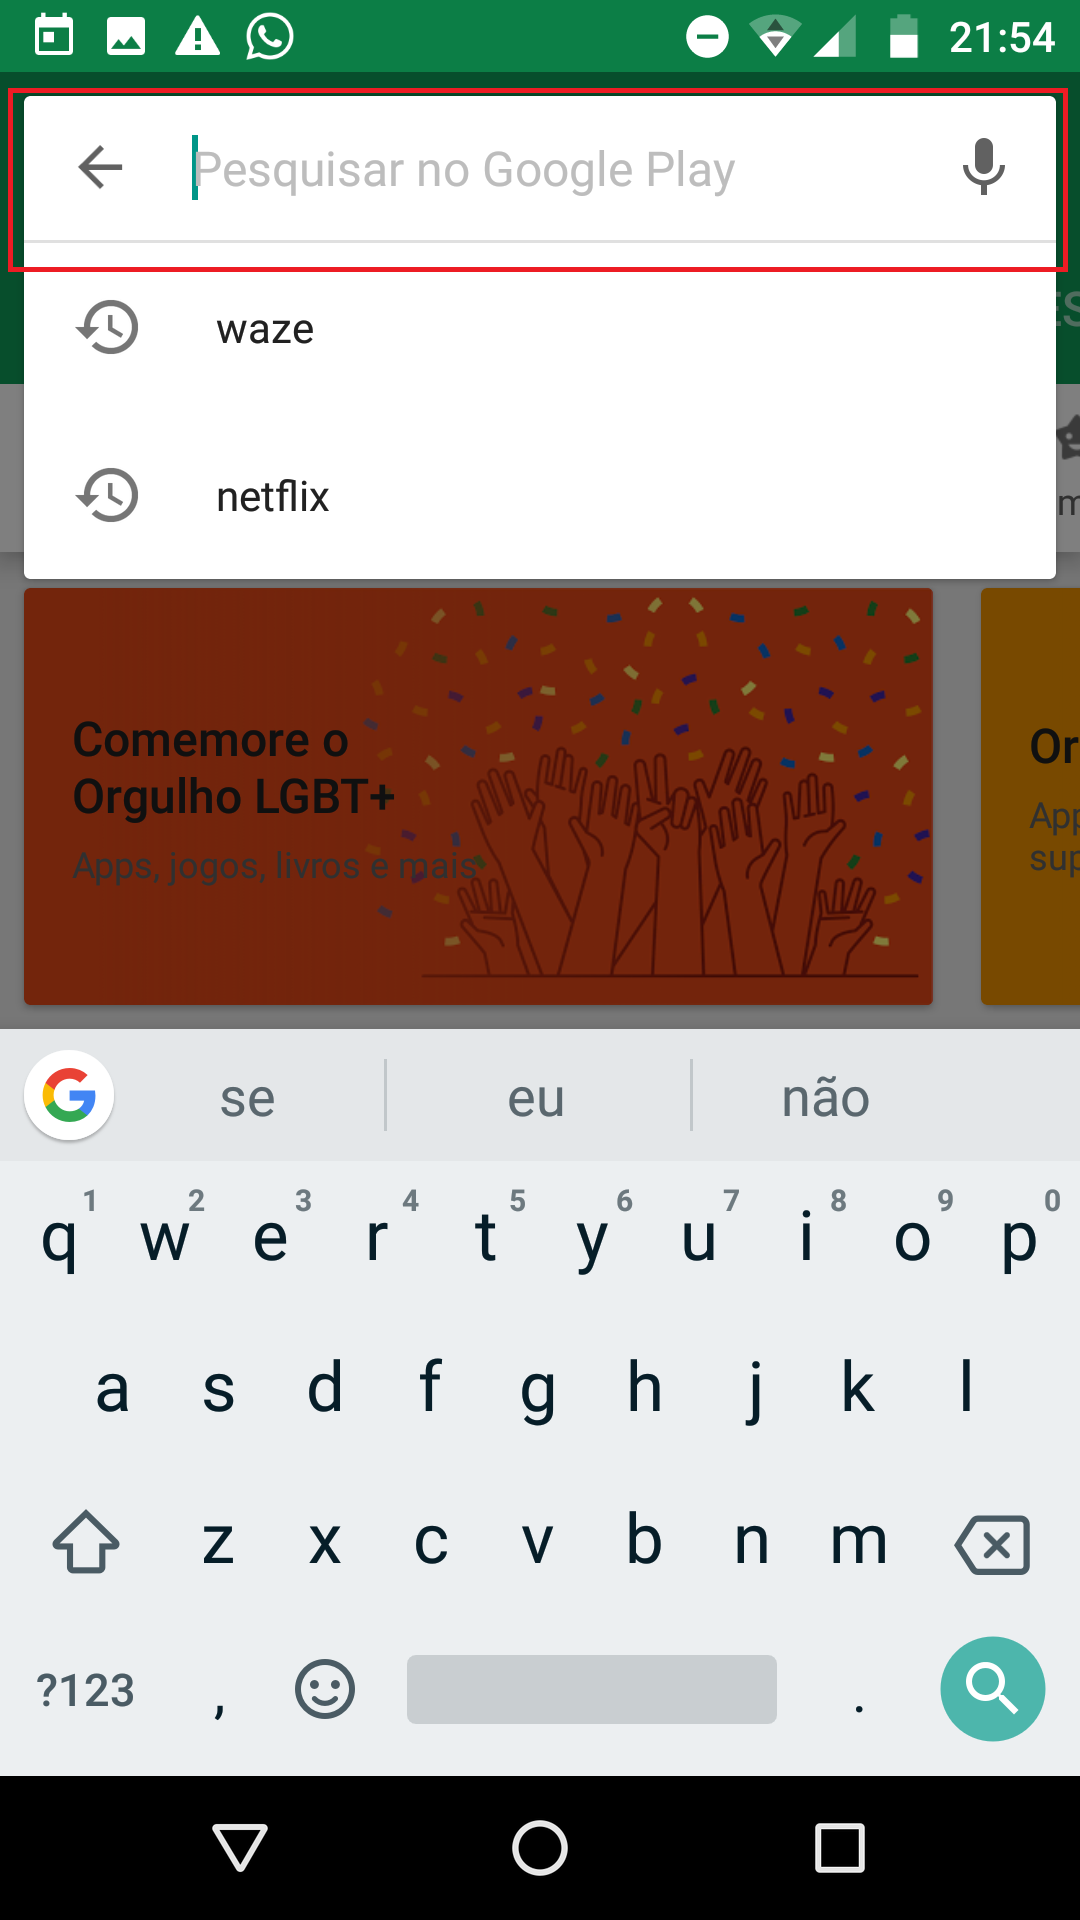 21:54
Pesquisar no Google Play
ES
waze
m
netflix
Comemore o
Orgulho LGBT+
Apps, jogos, livros e mais
Or
App
sup
se eu não
1 2 3 4 5 6 7 8 9 0
q w e r t y u i o p
a s d f g h j k l
z x c v b n m
?123 , .